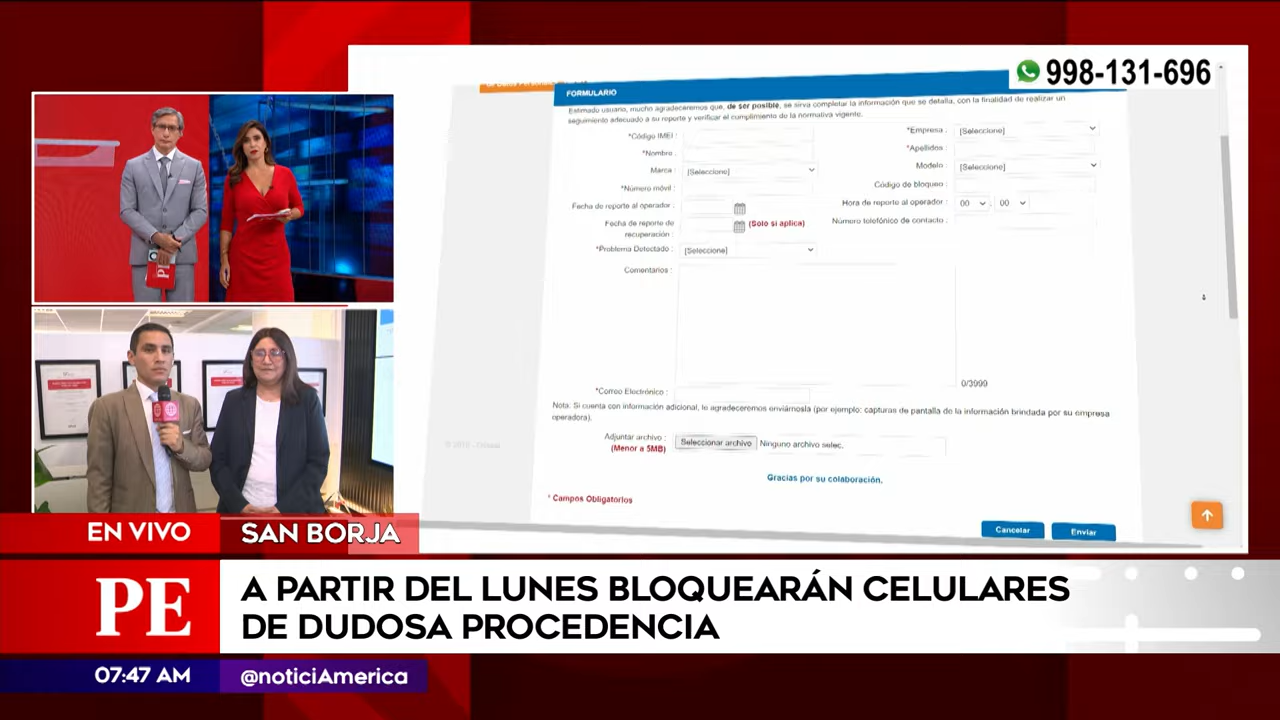 998-131-696
FORMULARIO
Estimado usuario, mucho agradeceremos que, de ser posible, se sirva completar la información que se detalla, con la finalidad de realizar un
seguimiento adecuado a su reporte y verificar el cumplimiento de la normativa vigente.
*Código IMEI :
*Empresa : [Seleccione]
*Nombre :
*Apellidos :
Marca : [Seleccione]
Modelo : [Seleccione]
*Número móvil :
Código de bloqueo :
Fecha de reporte al operador :
Hora de reporte al operador : 00 : 00
Fecha de reporte de
recuperación :
(Solo si aplica)
Número telefónico de contacto :
*Problema Detectado : [Seleccione]
Comentarios :
0/3999
*Correo Electrónico :
Nota: Si cuenta con información adicional, le agradeceremos enviárnosla (por ejemplo: capturas de pantalla de la información brindada por su empresa
operadora).
Adjuntar archivo : Seleccionar archivo Ninguno archivo selec.
(Menor a 5MB)
Gracias por su colaboración.
* Campos Obligatorios
Cancelar Enviar
EN VIVO
SAN BORJA
PE
A PARTIR DEL LUNES BLOQUEARÁN CELULARES
DE DUDOSA PROCEDENCIA
07:47 AM
@noticiAmerica